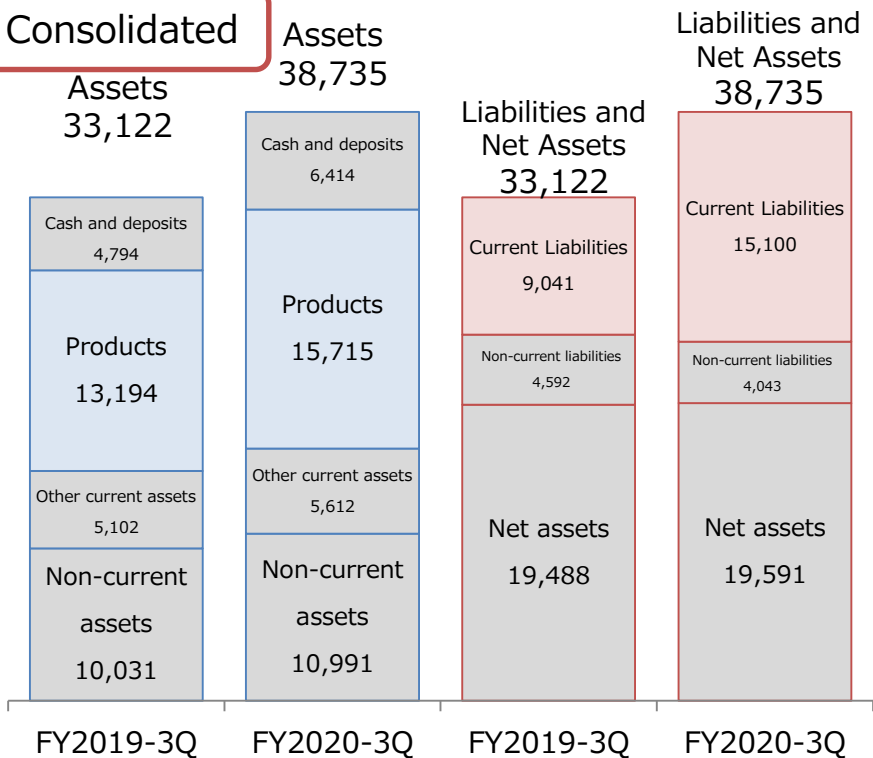 Consolidated
Assets
33,122
Cash and deposits
4,794
Products
13,194
Other current assets
5,102
Non-current
assets
10,031
Assets
38,735
Cash and deposits
6,414
Products
15,715
Other current assets
5,612
Non-current
assets
10,991
Liabilities and
Net Assets
33,122
Current Liabilities
9,041
Non-current liabilities
4,592
Net assets
19,488
Liabilities and
Net Assets
38,735
Current Liabilities
15,100
Non-current liabilities
4,043
Net assets
19,591
FY2019-3Q
FY2020-3Q
FY2019-3Q
FY2020-3Q